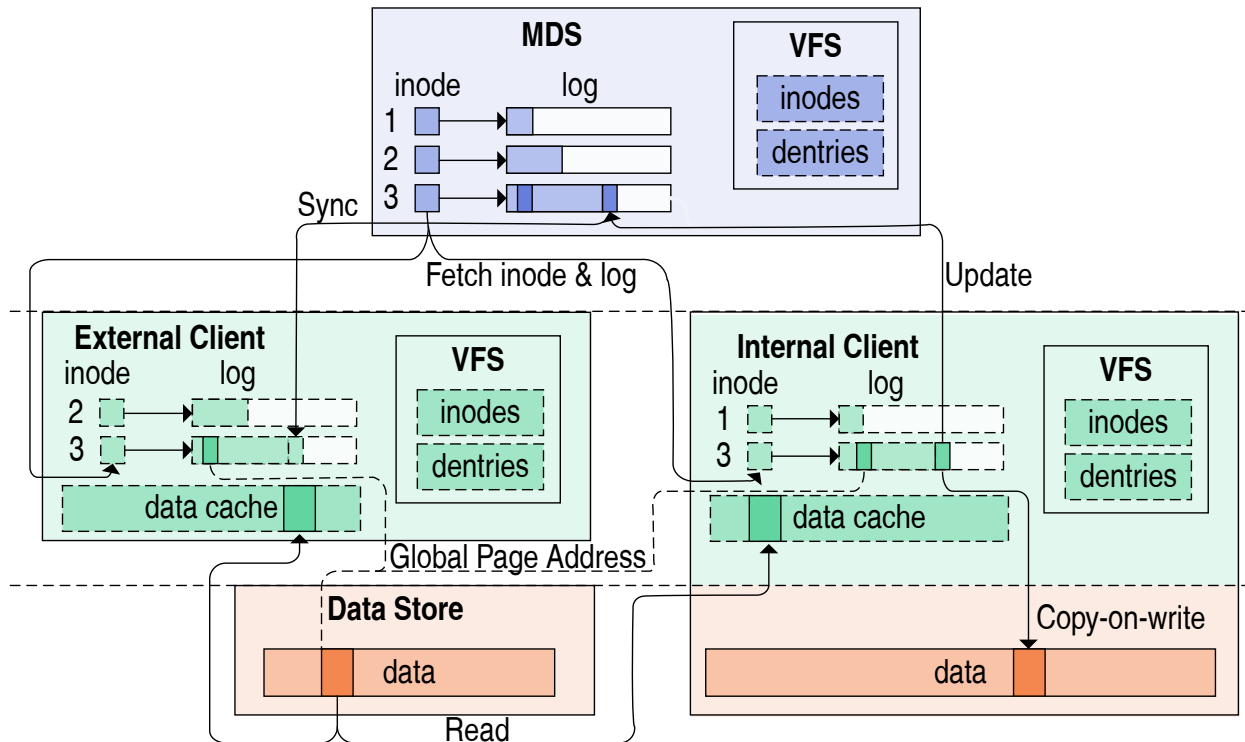 MDS
VFS
inode
log
inodes
1
2
dentries
3
Sync
Fetch inode & log
Update
External Client
VFS
inode
log
inodes
2
3
dentries
data cache
Internal Client
VFS
inode
log
inodes
1
3
dentries
data cache
Global Page Address
Data Store
data
Read
Copy-on-write
data